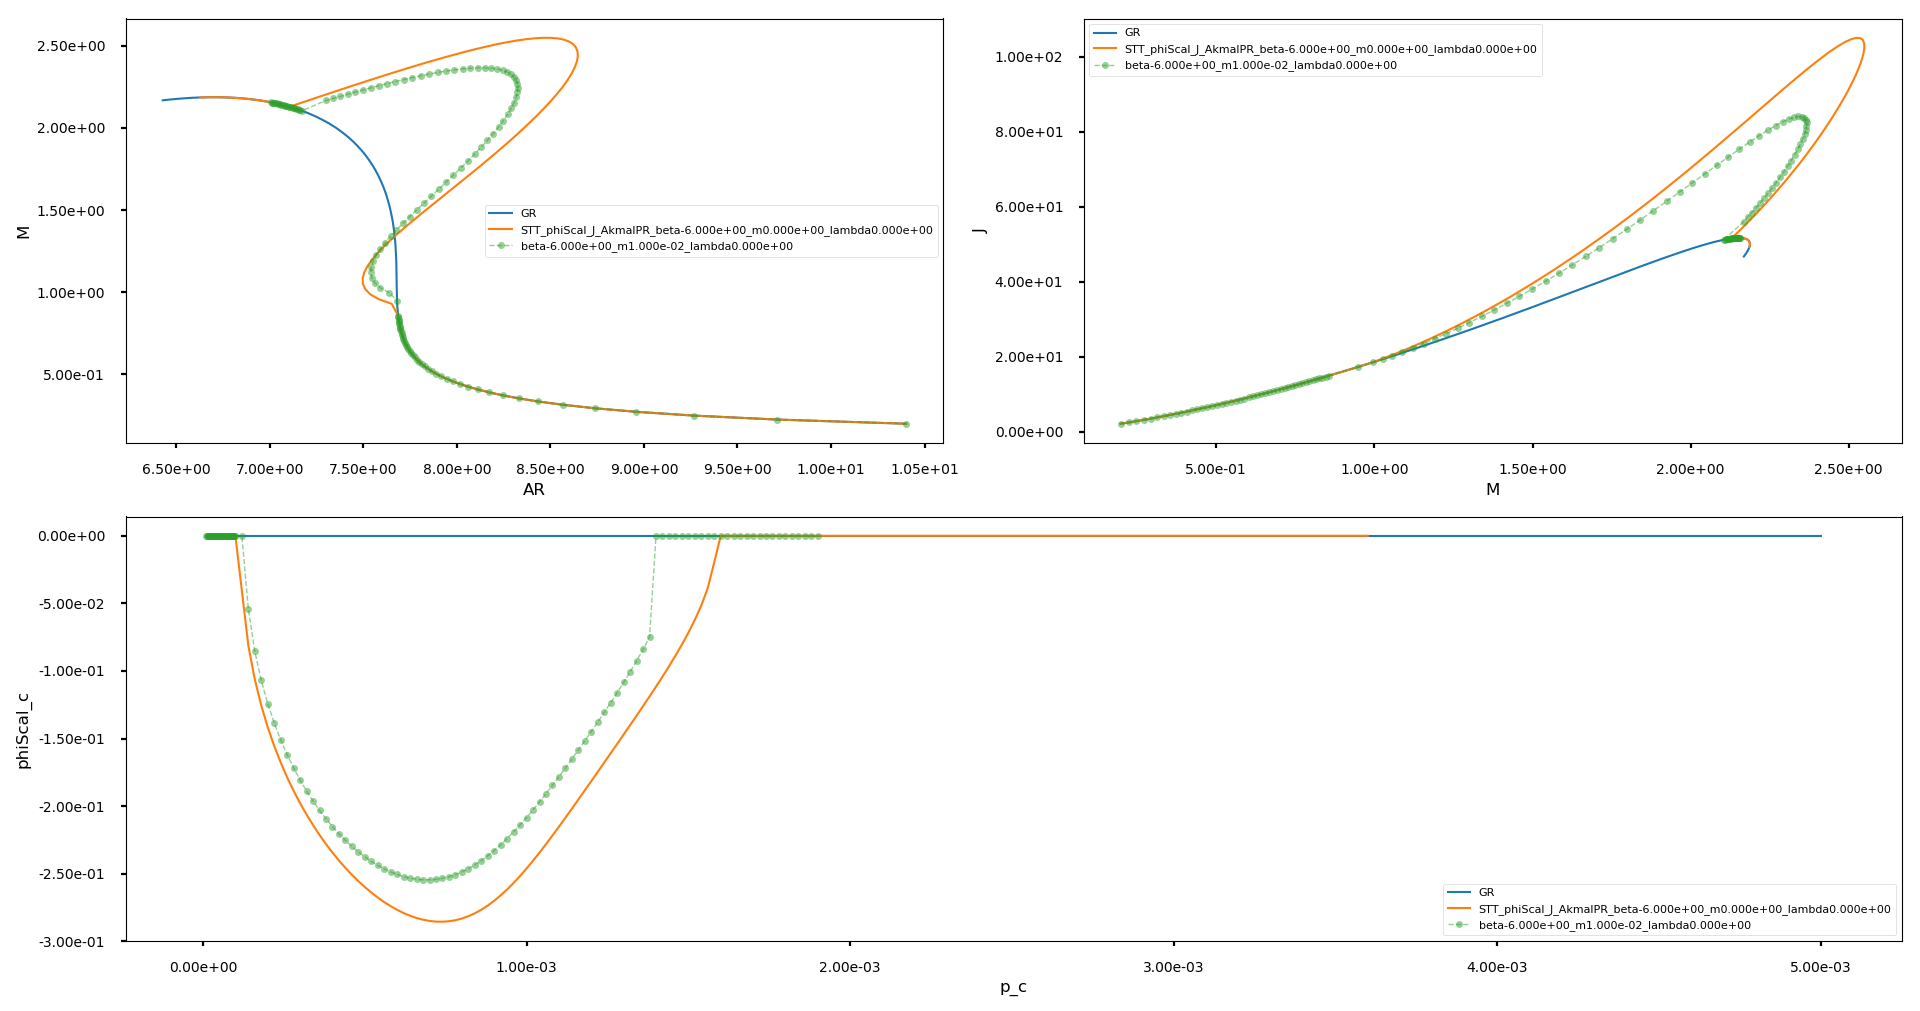 2.50e+00
2.00e+00
1.50e+00
1.00e+00
5.00e-01
M
6.50e+00 7.00e+00 7.50e+00 8.00e+00 8.50e+00 9.00e+00 9.50e+00 1.00e+01 1.05e+01
AR
GR
STT_phiScal_J_AkmalPR_beta-6.000e+00_m0.000e+00_lambda0.000e+00
beta-6.000e+00_m1.000e-02_lambda0.000e+00
GR
STT_phiScal_J_AkmalPR_beta-6.000e+00_m0.000e+00_lambda0.000e+00
beta-6.000e+00_m1.000e-02_lambda0.000e+00
1.00e+02
8.00e+01
6.00e+01
4.00e+01
2.00e+01
0.00e+00
J
5.00e-01 1.00e+00 1.50e+00 2.00e+00 2.50e+00
M
0.00e+00
-5.00e-02
-1.00e-01
-1.50e-01
-2.00e-01
-2.50e-01
-3.00e-01
phiScal_c
GR
STT_phiScal_J_AkmalPR_beta-6.000e+00_m0.000e+00_lambda0.000e+00
beta-6.000e+00_m1.000e-02_lambda0.000e+00
0.00e+00 1.00e-03 2.00e-03 3.00e-03 4.00e-03 5.00e-03
p_c